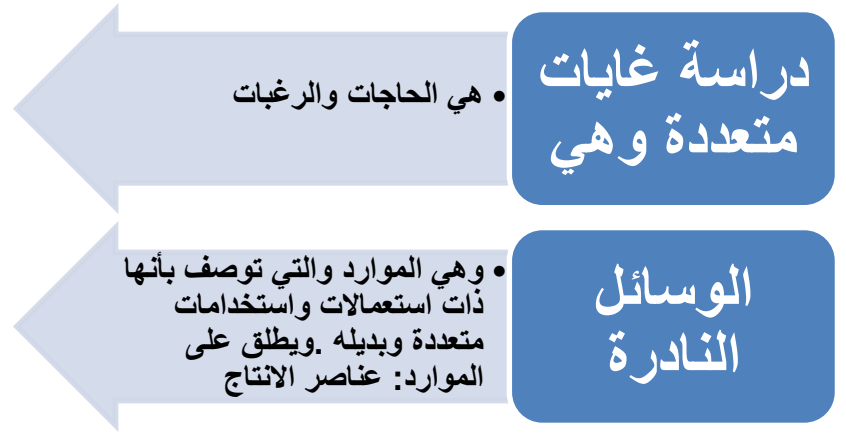 دراسة غايات
متعددة وهي
• هي الحاجات والرغبات
الوسائل
النادرة
• وهي الموارد والتي توصف بأنها
ذات استعمالات واستخدامات
متعددة وبديله .ويطلق على
الموارد: عناصر الانتاج